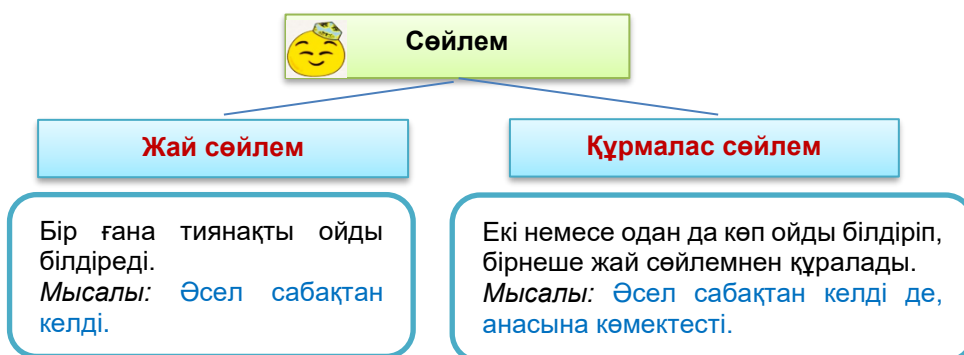 Сөйлем
Жай сөйлем
Құрмалас сөйлем
Бір ғана тиянақты ойды
білдіреді.
Мысалы: Әсел сабақтан
келді.
Екі немесе одан да көп ойды білдіріп,
бірнеше жай сөйлемнен құралады.
Мысалы: Әсел сабақтан келді де,
анасына көмектесті.